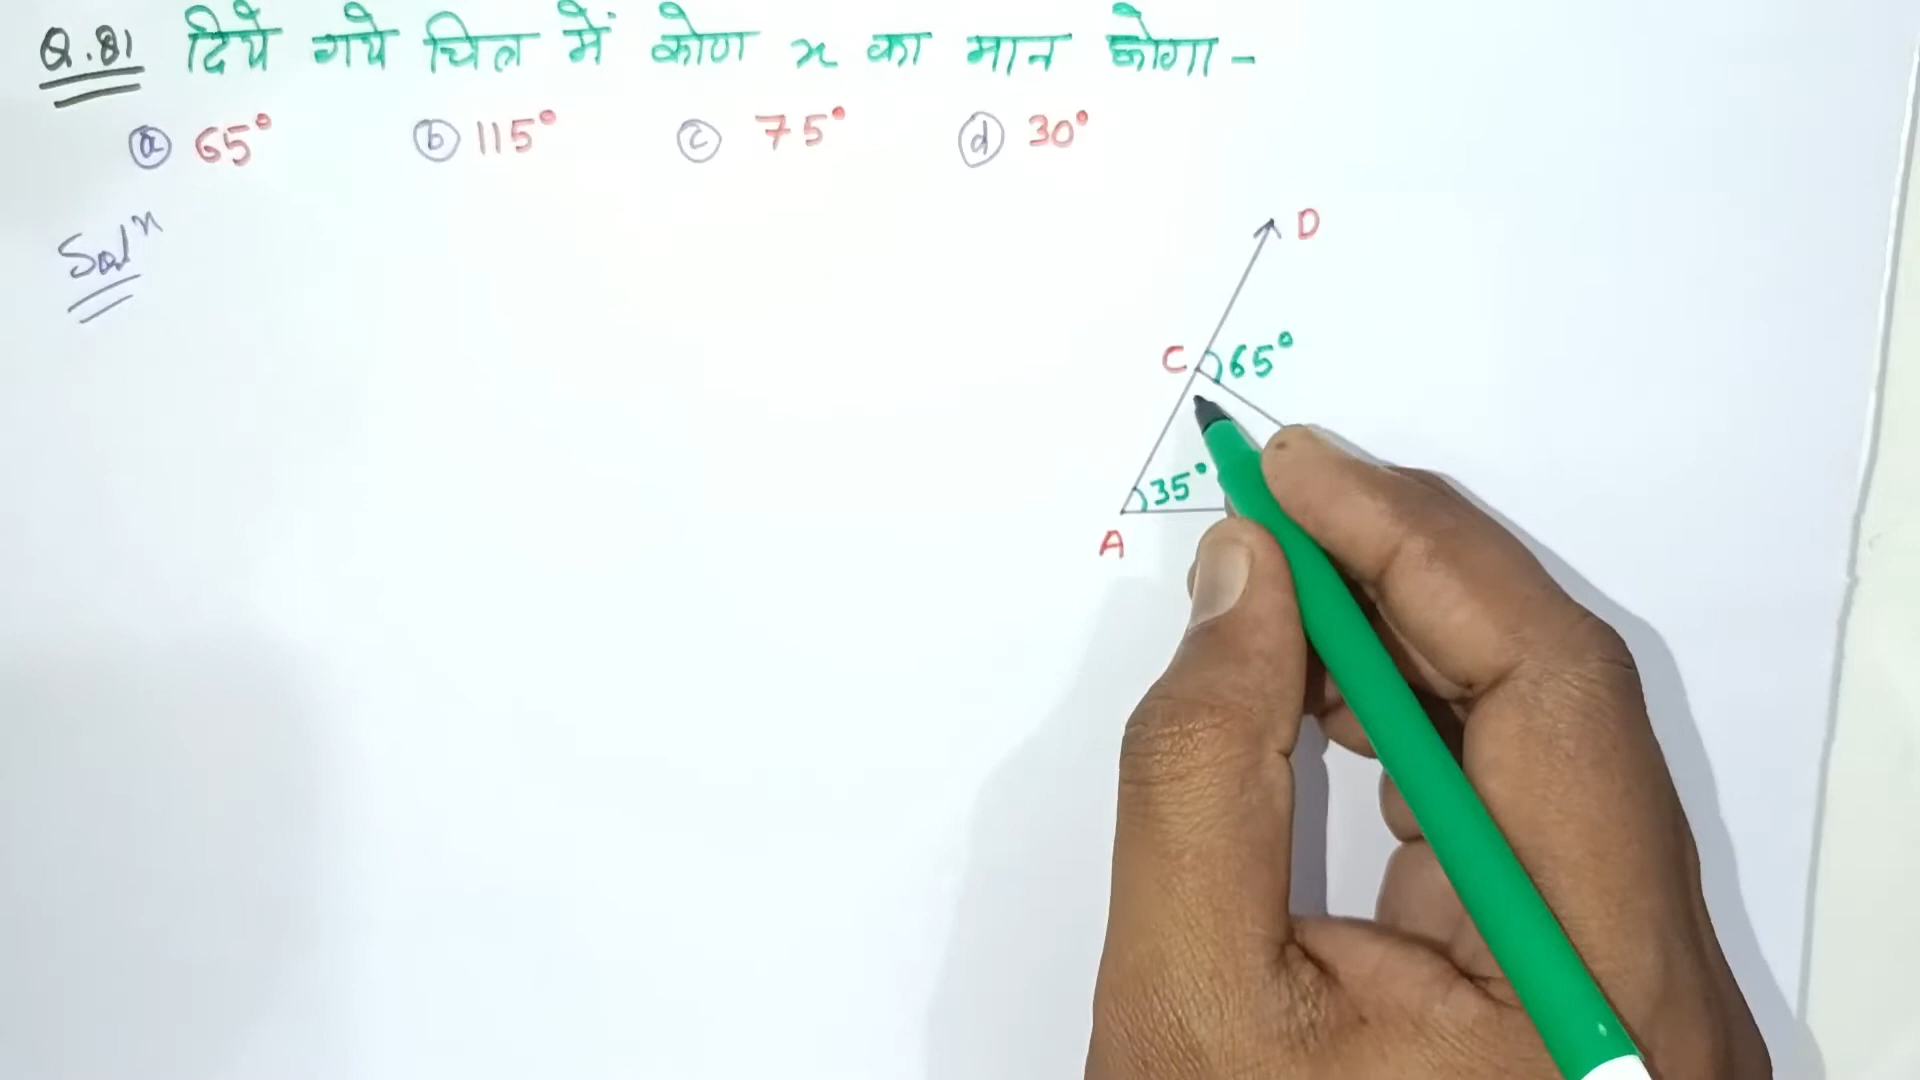 Q.81 दिये गये चित्र में कोण x का मान होगा -
(a) 65° (b) 115° (c) 75° (d) 30°
Solⁿ
D
C 65°
35°
A